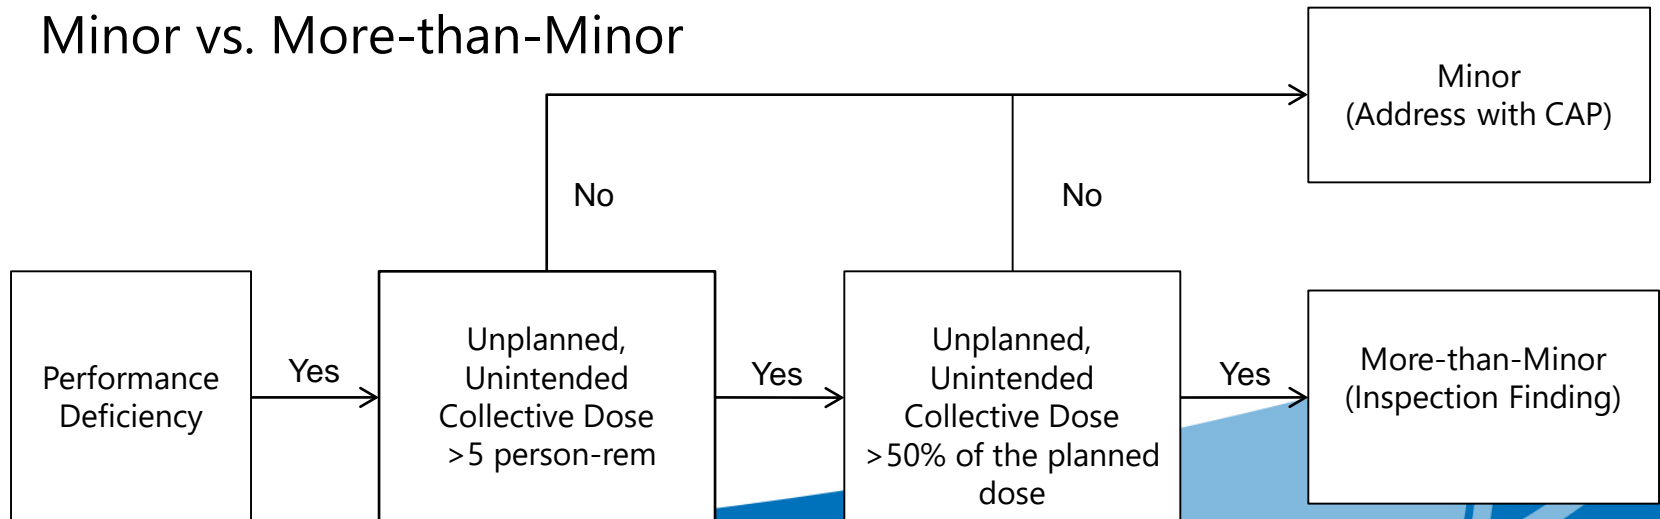 Minor vs. More-than-Minor
Minor
(Address with CAP)
No
No
Performance
Deficiency
Yes
Unplanned,
Unintended
Collective Dose
>5 person-rem
Yes
Unplanned,
Unintended
Collective Dose
>50% of the planned
dose
Yes
More-than-Minor
(Inspection Finding)